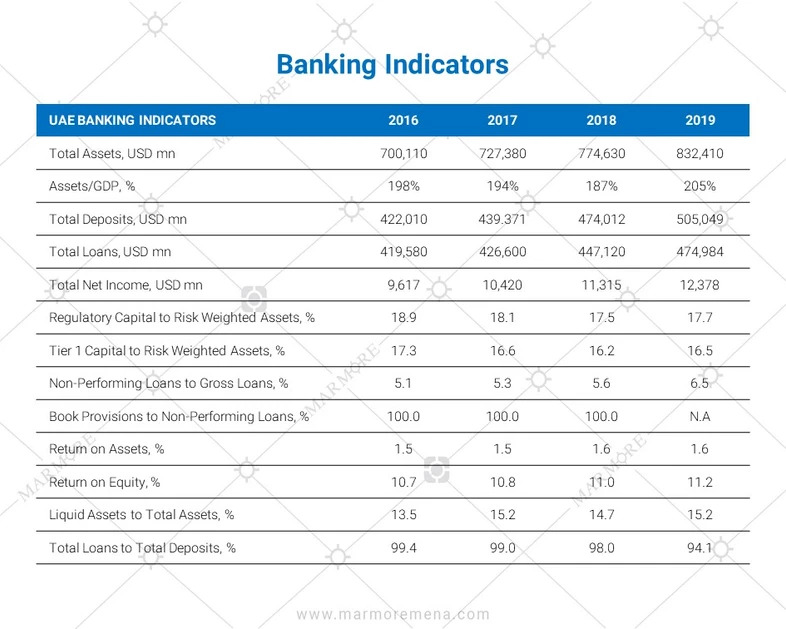 Banking Indicators
UAE BANKING INDICATORS 2016 2017 2018 2019
Total Assets, USD mn 700,110 727,380 774,630 832,410
Assets/GDP, % 198% 194% 187% 205%
Total Deposits, USD mn 422,010 439.371 474,012 505,049
Total Loans, USD mn 419,580 426,600 447,120 474,984
Total Net Income, USD mn 9,617 10,420 11,315 12,378
Regulatory Capital to Risk Weighted Assets, % 18.9 18.1 17.5 17.7
Tier 1 Capital to Risk Weighted Assets, % 17.3 16.6 16.2 16.5
Non-Performing Loans to Gross Loans, % 5.1 5.3 5.6 6.5
Book Provisions to Non-Performing Loans, % 100.0 100.0 100.0 N.A
Return on Assets, % 1.5 1.5 1.6 1.6
Return on Equity, % 10.7 10.8 11.0 11.2
Liquid Assets to Total Assets, % 13.5 15.2 14.7 15.2
Total Loans to Total Deposits, % 99.4 99.0 98.0 94.1
www.marmoremena.com
MARMORE
MARMORE
MARMORE
MARMORE